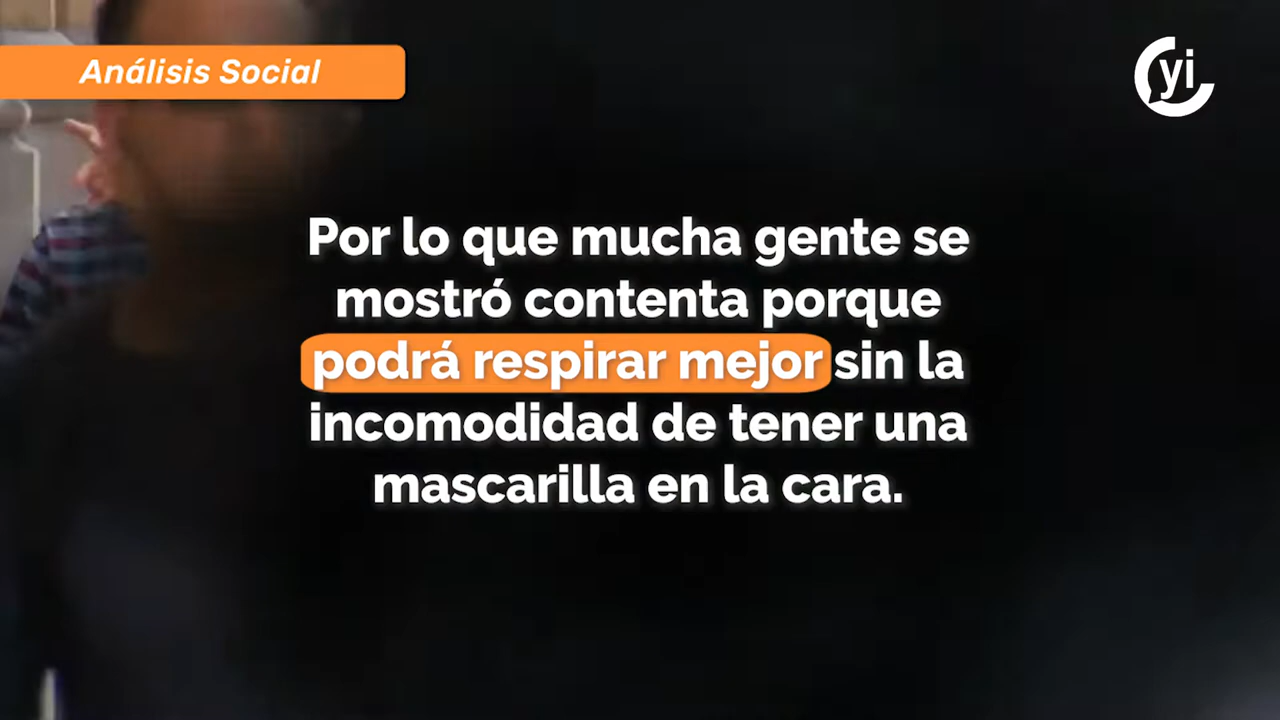 Análisis Social
yi
Por lo que mucha gente se
mostró contenta porque
podrá respirar mejor sin la
incomodidad de tener una
mascarilla en la cara.